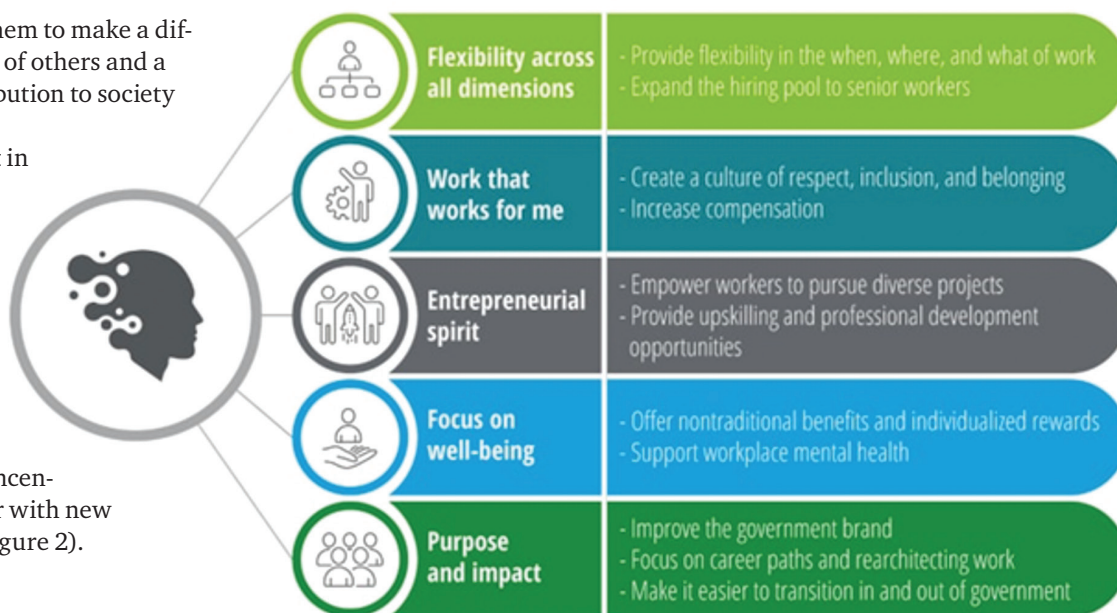 nem to make a dif-
of others and a
bution to society
t in
ncen-
r with new
gure 2).
Flexibility across
all dimensions
- Provide flexibility in the when, where, and what of work
- Expand the hiring pool to senior workers
Work that
works for me
- Create a culture of respect, inclusion, and belonging
- Increase compensation
Entrepreneurial
spirit
- Empower workers to pursue diverse projects
- Provide upskilling and professional development
opportunities
Focus on
well-being
- Offer nontraditional benefits and individualized rewards
- Support workplace mental health
Purpose
and impact
- Improve the government brand
- Focus on career paths and rearchitecting work
- Make it easier to transition in and out of government